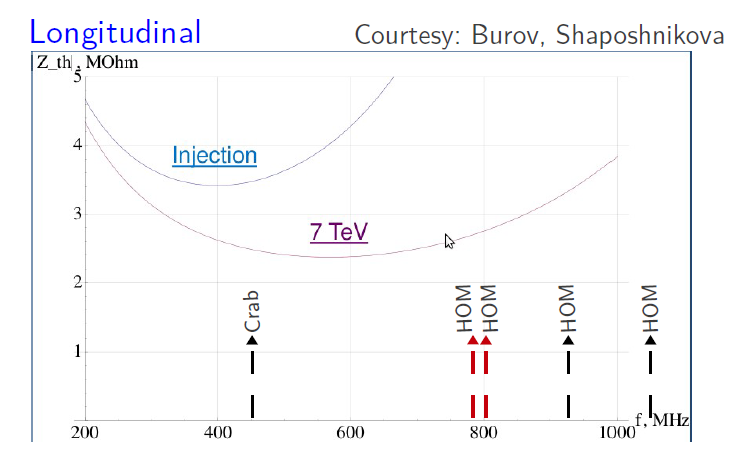 Longitudinal
Courtesy: Burov, Shaposhnikova
|Z_th|, MOhm
5
4
Injection
3
7 TeV
2
Crab
HOM
HOM
HOM
HOM
1
f, MHz
200
400
600
800
1000